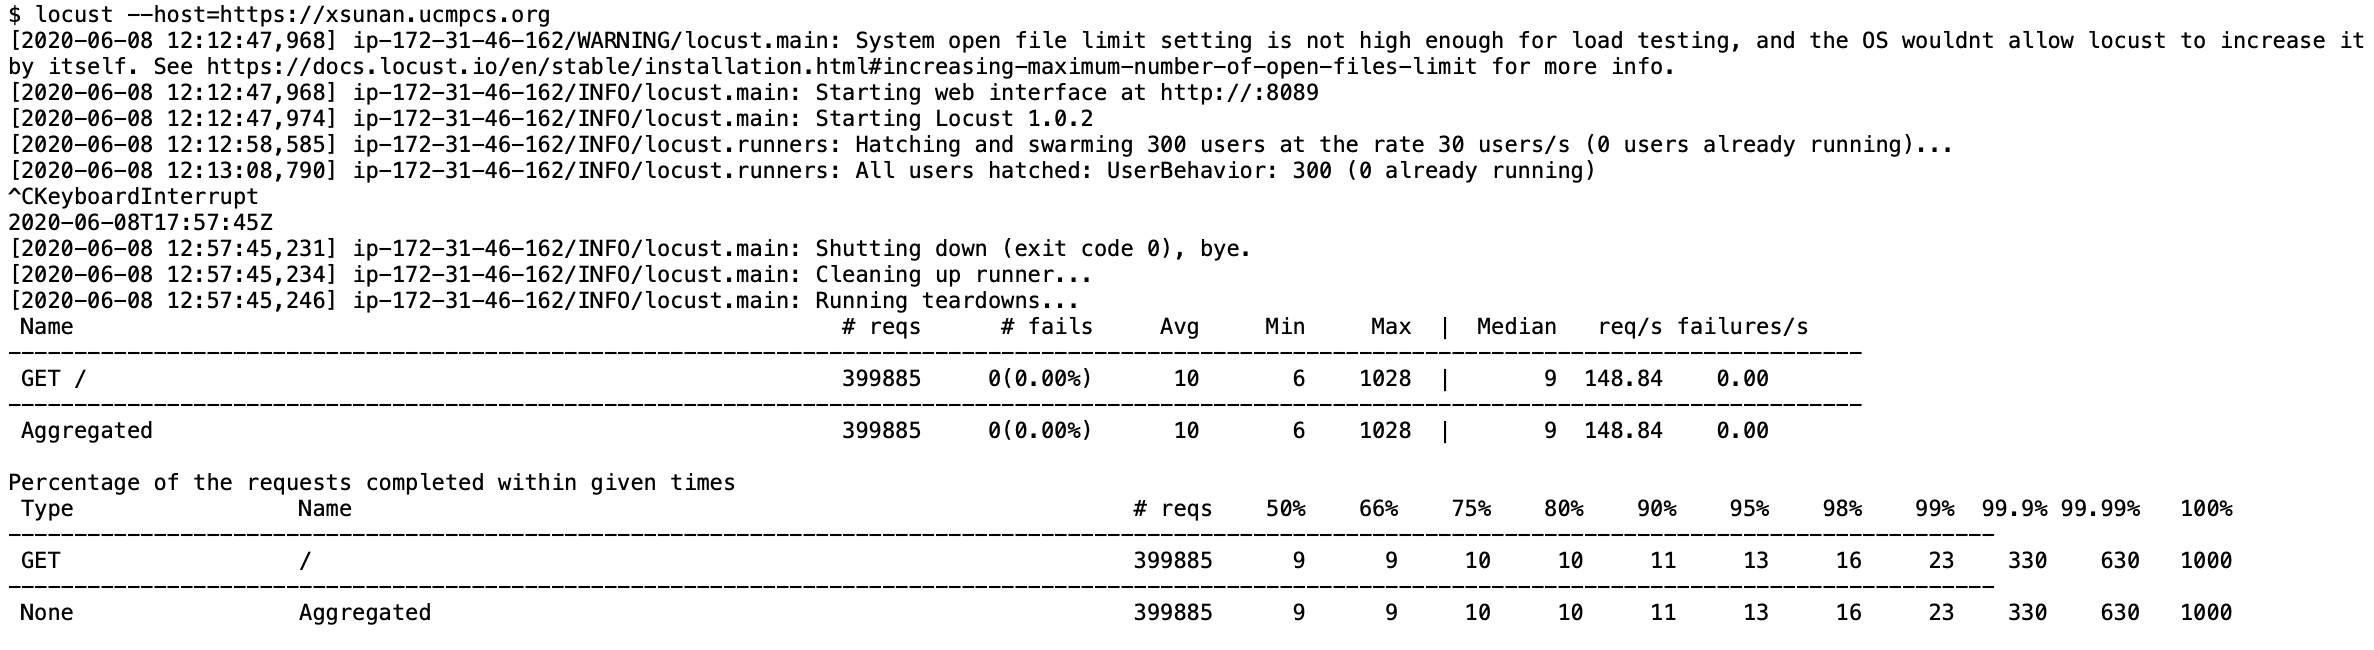 $ locust --host=https://xsunan.ucmpcs.org
[2020-06-08 12:12:47,968] ip-172-31-46-162/WARNING/locust.main: System open file limit setting is not high enough for load testing, and the OS wouldnt allow locust to increase it
by itself. See https://docs.locust.io/en/stable/installation.html#increasing-maximum-number-of-open-files-limit for more info.
[2020-06-08 12:12:47,968] ip-172-31-46-162/INFO/locust.main: Starting web interface at http://:8089
[2020-06-08 12:12:47,974] ip-172-31-46-162/INFO/locust.main: Starting Locust 1.0.2
[2020-06-08 12:12:58,585] ip-172-31-46-162/INFO/locust.runners: Hatching and swarming 300 users at the rate 30 users/s (0 users already running)...
[2020-06-08 12:13:08,790] ip-172-31-46-162/INFO/locust.runners: All users hatched: UserBehavior: 300 (0 already running)
^CKeyboardInterrupt
2020-06-08T17:57:45Z
[2020-06-08 12:57:45,231] ip-172-31-46-162/INFO/locust.main: Shutting down (exit code 0), bye.
[2020-06-08 12:57:45,234] ip-172-31-46-162/INFO/locust.main: Cleaning up runner...
[2020-06-08 12:57:45,246] ip-172-31-46-162/INFO/locust.main: Running teardowns...
Name # reqs # fails Avg Min Max | Median req/s failures/s
GET / 399885 0(0.00%) 10 6 1028 | 9 148.84 0.00
Aggregated 399885 0(0.00%) 10 6 1028 | 9 148.84 0.00
Percentage of the requests completed within given times
Type Name # reqs 50% 66% 75% 80% 90% 95% 98% 99% 99.9% 99.99% 100%
GET / 399885 9 9 10 10 11 13 16 23 330 630 1000
None Aggregated 399885 9 9 10 10 11 13 16 23 330 630 1000